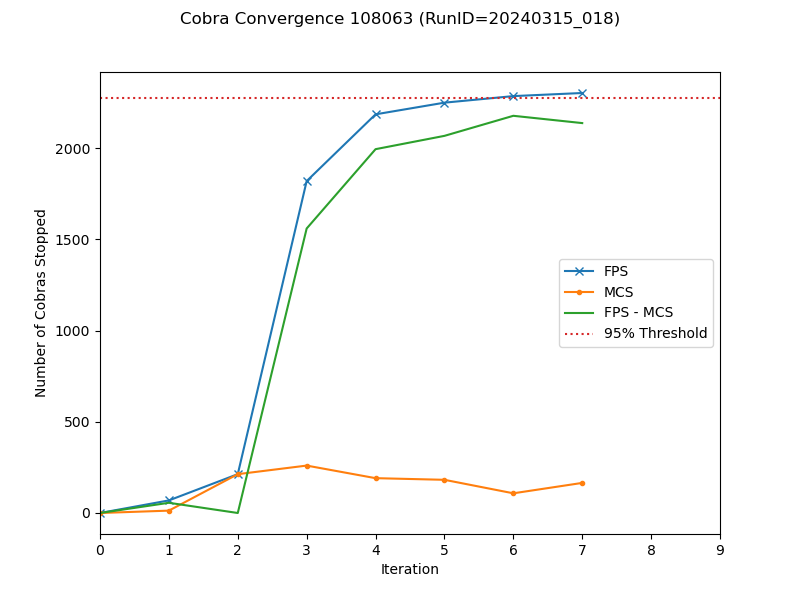 Cobra Convergence 108063 (RunID=20240315_018)
Number of Cobras Stopped
2000
1500
1000
500
0
FPS
MCS
FPS - MCS
95% Threshold
0 1 2 3 4 5 6 7 8 9
Iteration